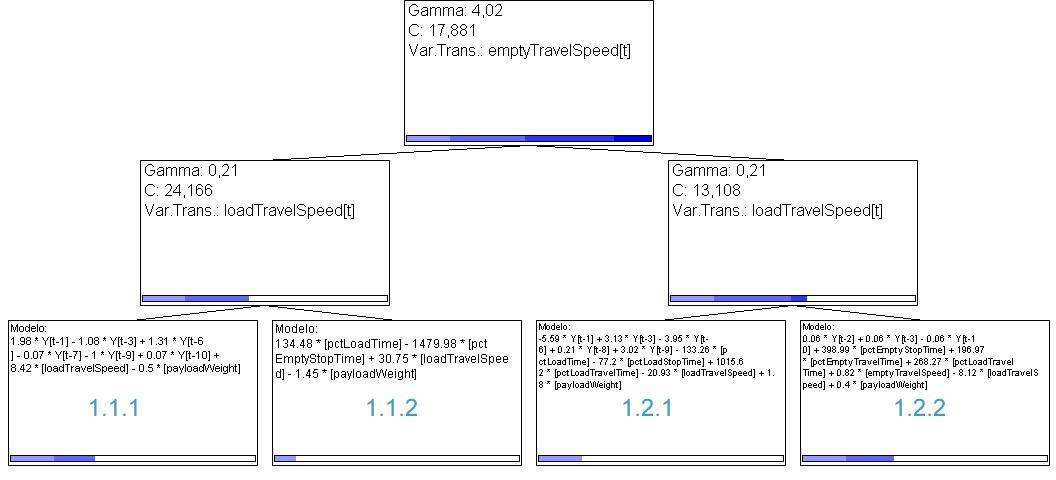 Gamma: 4,02
C: 17,881
Var.Trans.: emptyTravelSpeed[t]
Gamma: 0,21
C: 24,166
Var.Trans.: loadTravelSpeed[t]
Gamma: 0,21
C: 13,108
Var.Trans.: loadTravelSpeed[t]
Modelo:
1.98 * Y[t-1] - 1.08 * Y[t-3] + 1.31 * Y[t-6
] - 0.07 * Y[t-7] - 1 * Y[t-9] + 0.07 * Y[t-10] +
8.42 * [loadTravelSpeed] - 0.5 * [payloadWeight]
1.1.1
Modelo:
134.48 * [pctLoadTime] - 1479.98 * [pct
EmptyStopTime] + 30.75 * [loadTravelSpee
d] - 1.45 * [payloadWeight]
1.1.2
Modelo:
-5.59 * Y[t-1] + 3.13 * Y[t-3] - 3.95 * Y[t-
6] + 0.21 * Y[t-8] + 3.02 * Y[t-9] - 133.26 * [p
ctLoadTime] - 77.2 * [pctLoadStopTime] + 1015.6
2 * [pctLoadTravelTime] - 20.93 * [loadTravelSpeed] + 1.
8 * [payloadWeight]
1.2.1
Modelo:
0.06 * Y[t-2] + 0.06 * Y[t-3] - 0.06 * Y[t-1
0] + 398.99 * [pctEmptyStopTime] + 196.97
* [pctEmptyTravelTime] + 268.27 * [pctLoadTravel
Time] + 0.82 * [emptyTravelSpeed] - 8.12 * [loadTravelS
peed] + 0.4 * [payloadWeight]
1.2.2